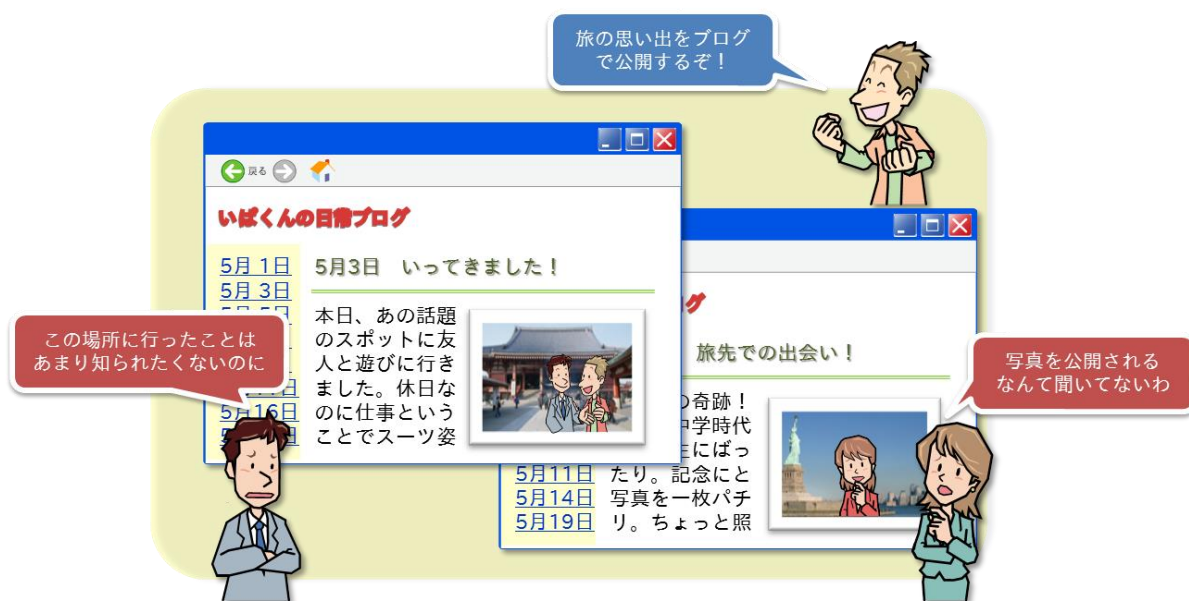 旅の思い出をブログ
で公開するぞ！
戻る
いぱくんの日常ブログ
5月 1日
5月 3日
5月16日
5月3日　いってきました！
本日、あの話題
のスポットに友
人と遊びに行き
ました。休日な
のに仕事という
ことでスーツ姿
この場所に行ったことは
あまり知られたくないのに
グ
旅先での出会い！
の奇跡！
中学時代
にばっ
たり。記念にと
写真を一枚パチ
リ。ちょっと照
5月11日
5月14日
5月19日
写真を公開される
なんて聞いてないわ